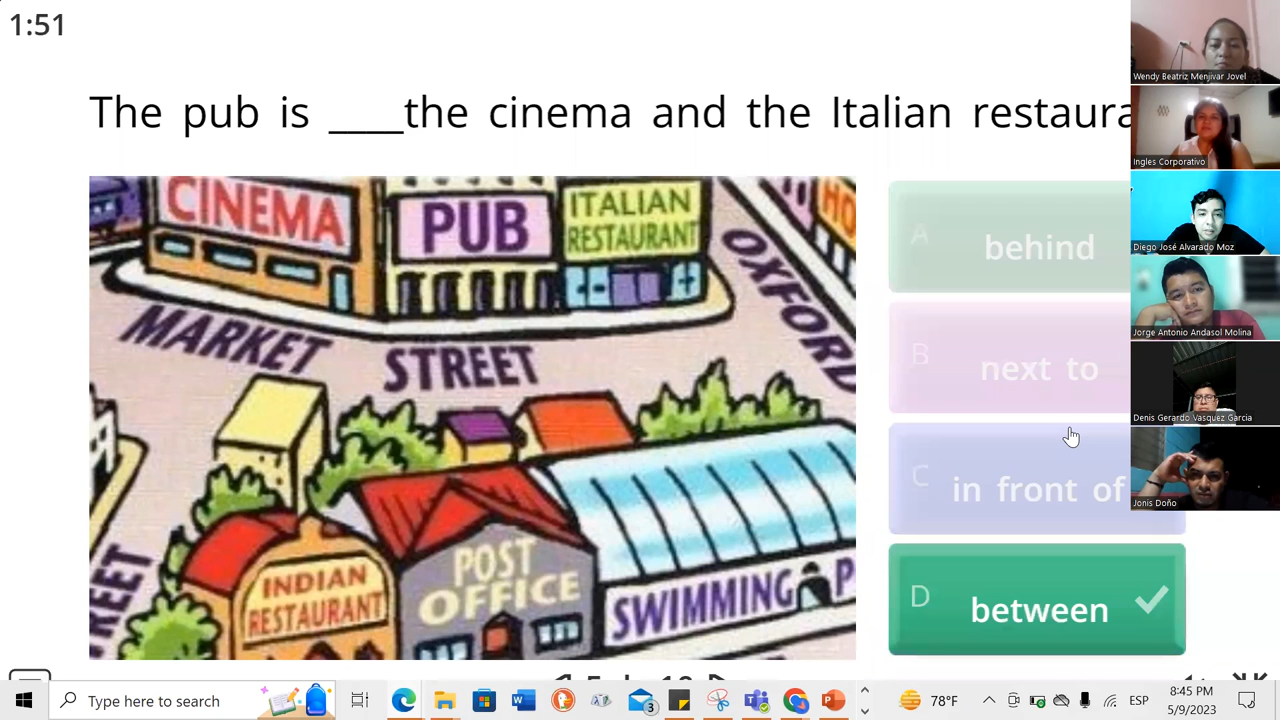 1:51
The pub is ____the cinema and the Italian restaura
CINEMA
PUB
ITALIAN
RESTAURANT
OXFORD
MARKET
STREET
INDIAN
RESTAURANT
POST
OFFICE
SWIMMING P
A
behind
B
next to
C
in front of
D
between
Wendy Beatriz Menjivar Jovel
Ingles Corporativo
Diego José Alvarado Moz
Jorge Antonio Andasol Molina
Denis Gerardo Vasquez Garcia
Jonis Doño
Type here to search
3
78°F
ESP
8:45 PM
5/9/2023